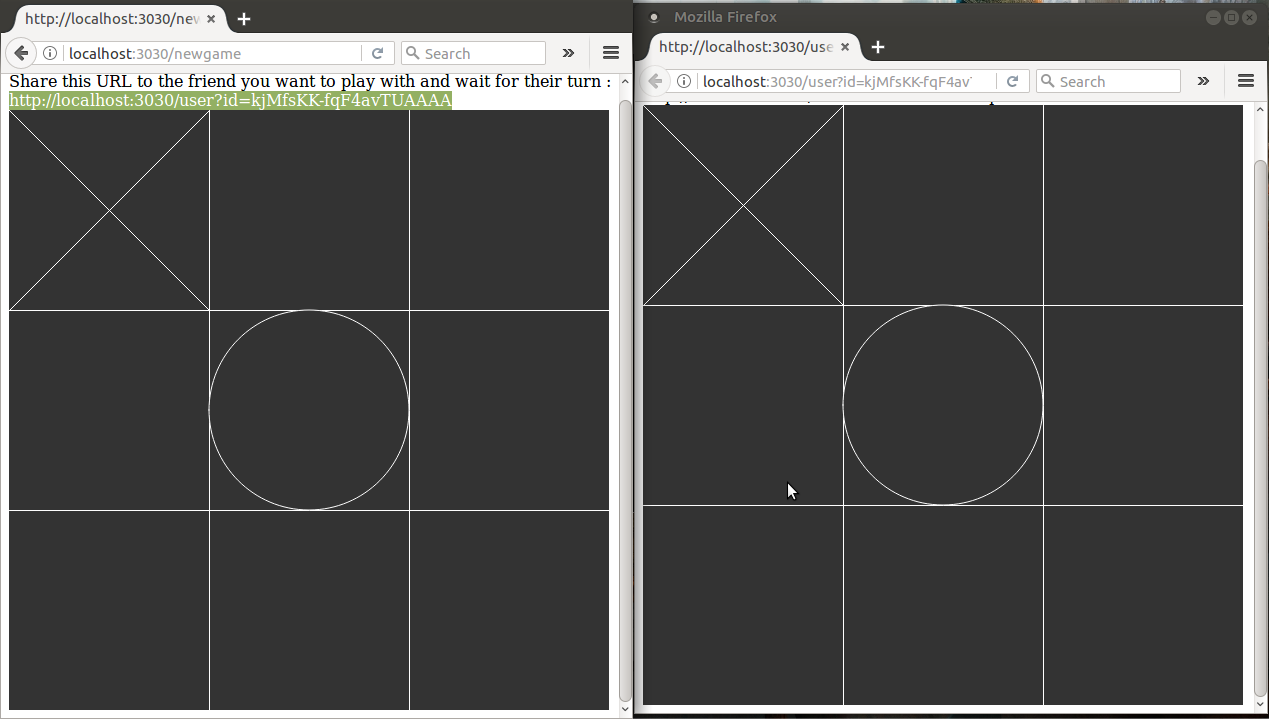 http://localhost:3030/new
localhost:3030/newgame
Search
Share this URL to the friend you want to play with and wait for their turn :
http://localhost:3030/user?id=kjMfsKK-fqF4avTUAAAA
Mozilla Firefox
http://localhost:3030/use
localhost:3030/user?id=kjMfsKK-fqF4av
Search